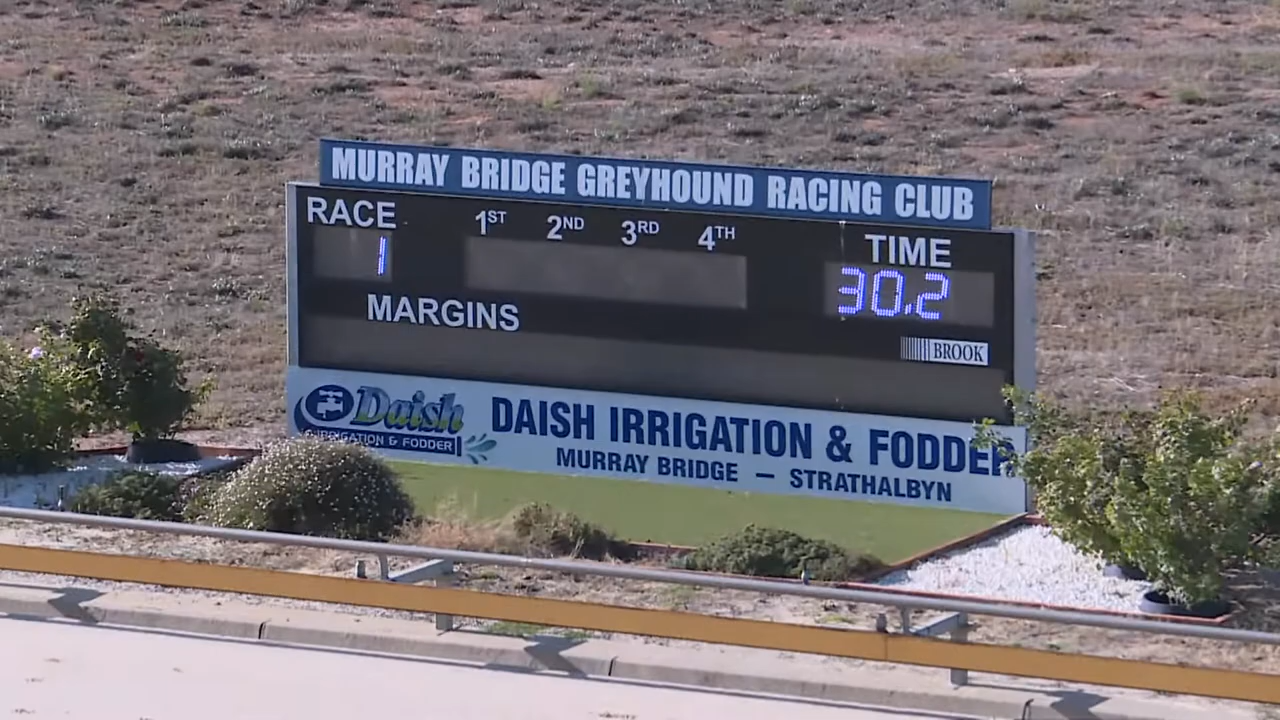 MURRAY BRIDGE GREYHOUND RACING CLUB
RACE 1ST 2ND 3RD 4TH TIME
1 30.2
MARGINS
BROOK
Daish
& IRRIGATION & FODDER
DAISH IRRIGATION & FODDER
MURRAY BRIDGE — STRATHALBYN